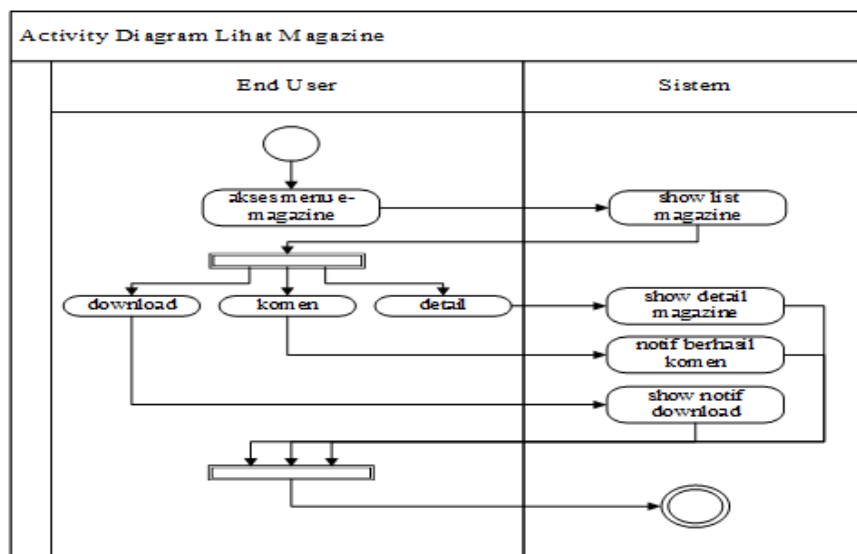 Activity Diagram Lihat Magazine
End User
Sistem
akses menu e-
magazine
show list
magazine
download
komen
detail
show detail
magazine
notif berhasil
komen
show notif
download